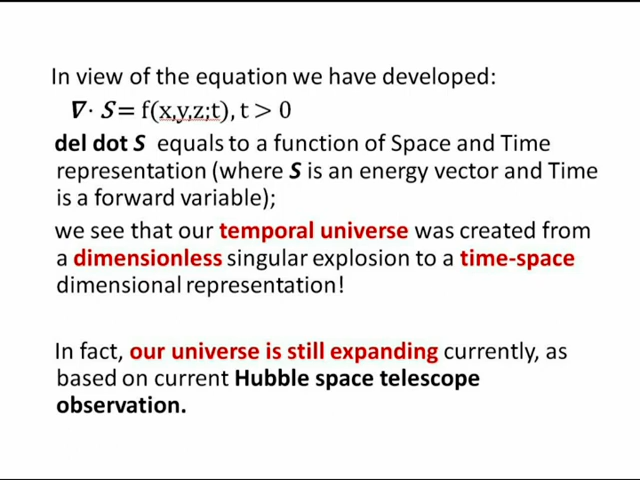 In view of the equation we have developed:
∇· S = f(x,y,z;t), t > 0
del dot S equals to a function of Space and Time
representation (where S is an energy vector and Time
is a forward variable);
we see that our temporal universe was created from
a dimensionless singular explosion to a time-space
dimensional representation!
In fact, our universe is still expanding currently, as
based on current Hubble space telescope
observation.